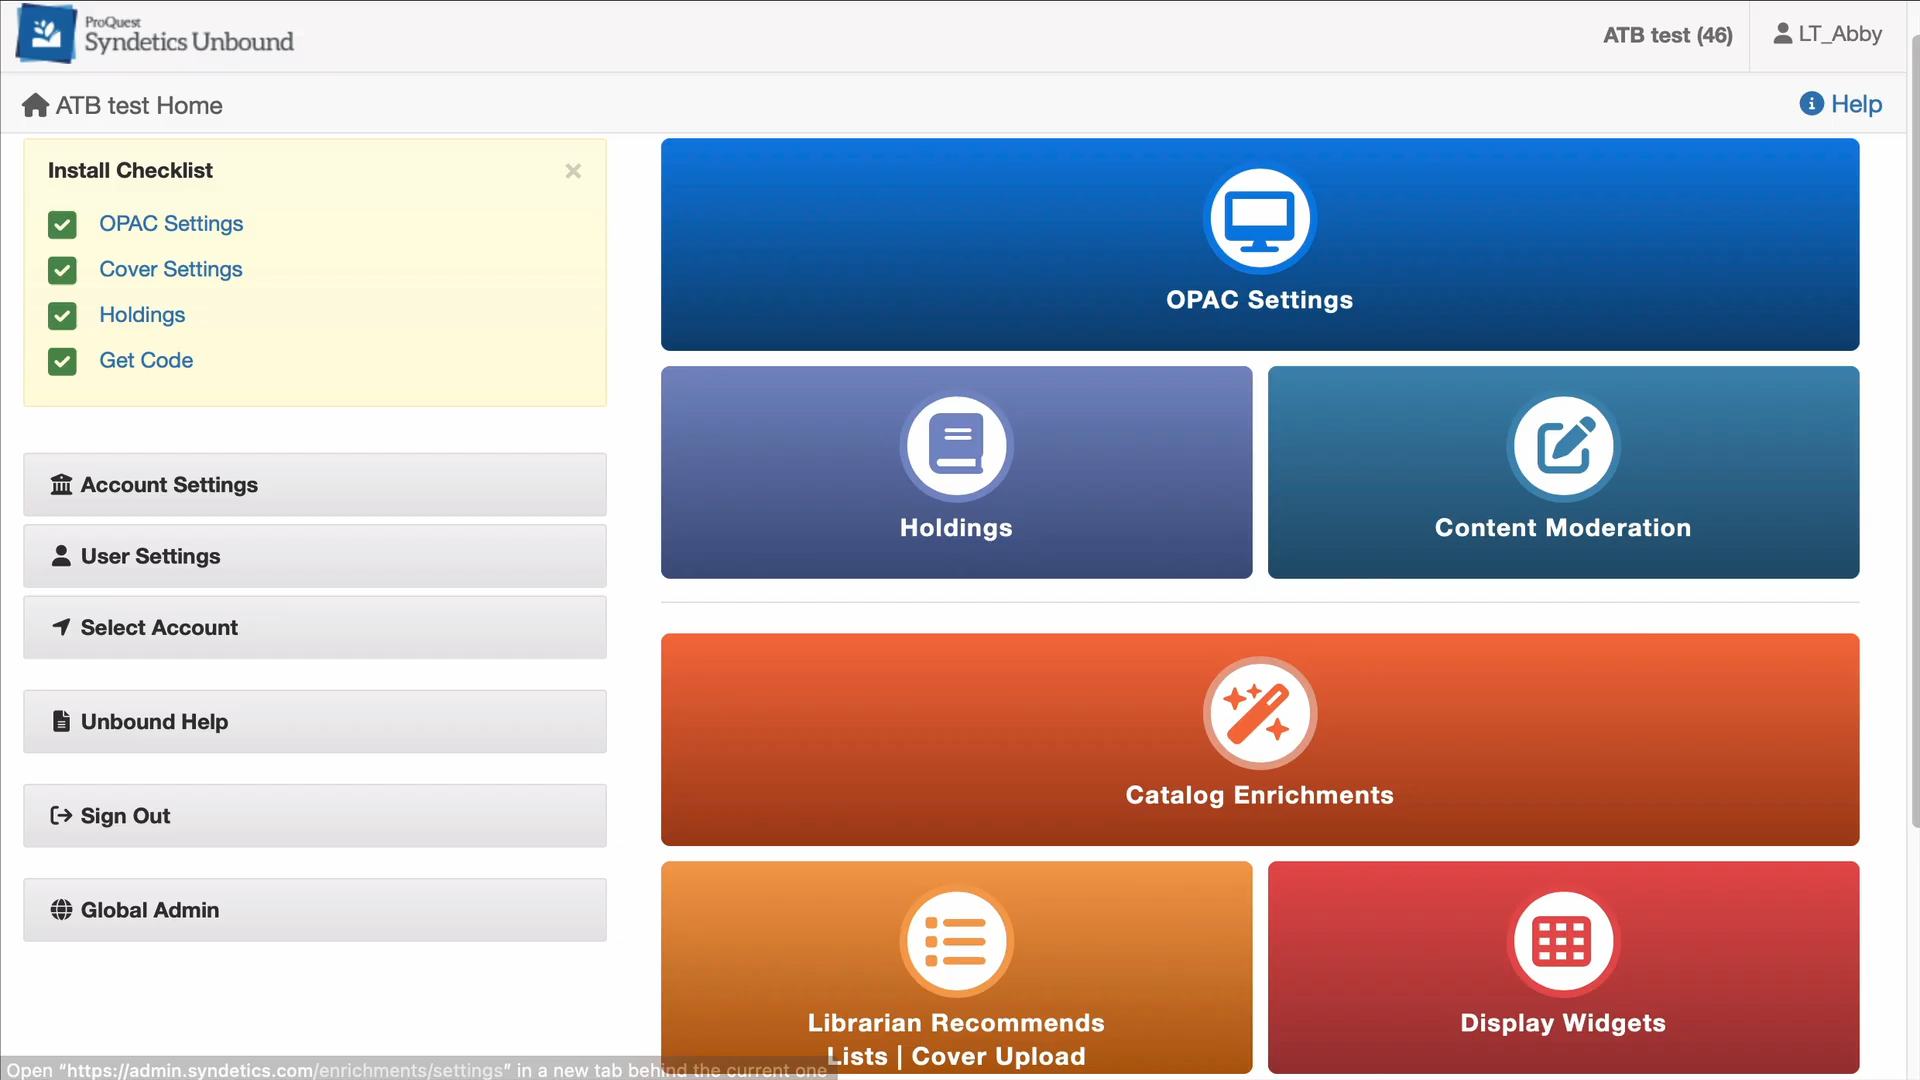 ProQuest
Syndetics Unbound
ATB test (46)
LT_Abby
ATB test Home
Help
Install Checklist
×
OPAC Settings
Cover Settings
Holdings
Get Code
Account Settings
User Settings
Select Account
Unbound Help
Sign Out
Global Admin
OPAC Settings
Holdings
Content Moderation
Catalog Enrichments
Librarian Recommends
Lists | Cover Upload
Display Widgets
Open “https://admin.syndetics.com/enrichments/settings” in a new tab behind the current one